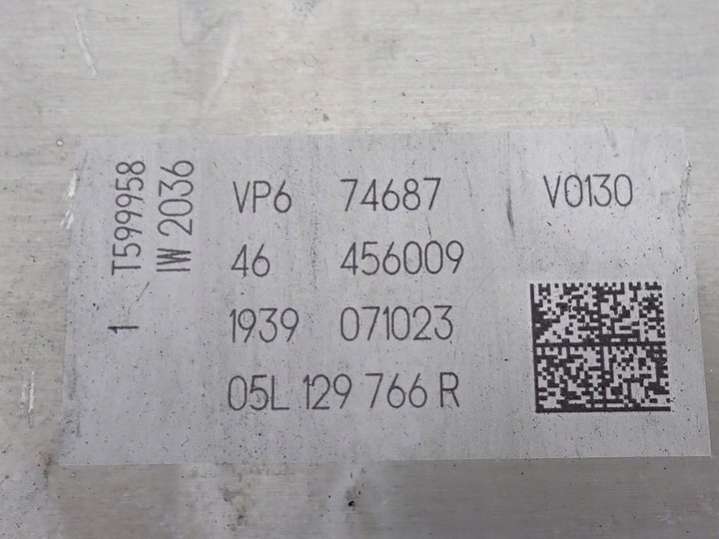 1 T599958
IW 2036
VP6 74687 V0130
46 456009
1939 071023
05L 129 766 R